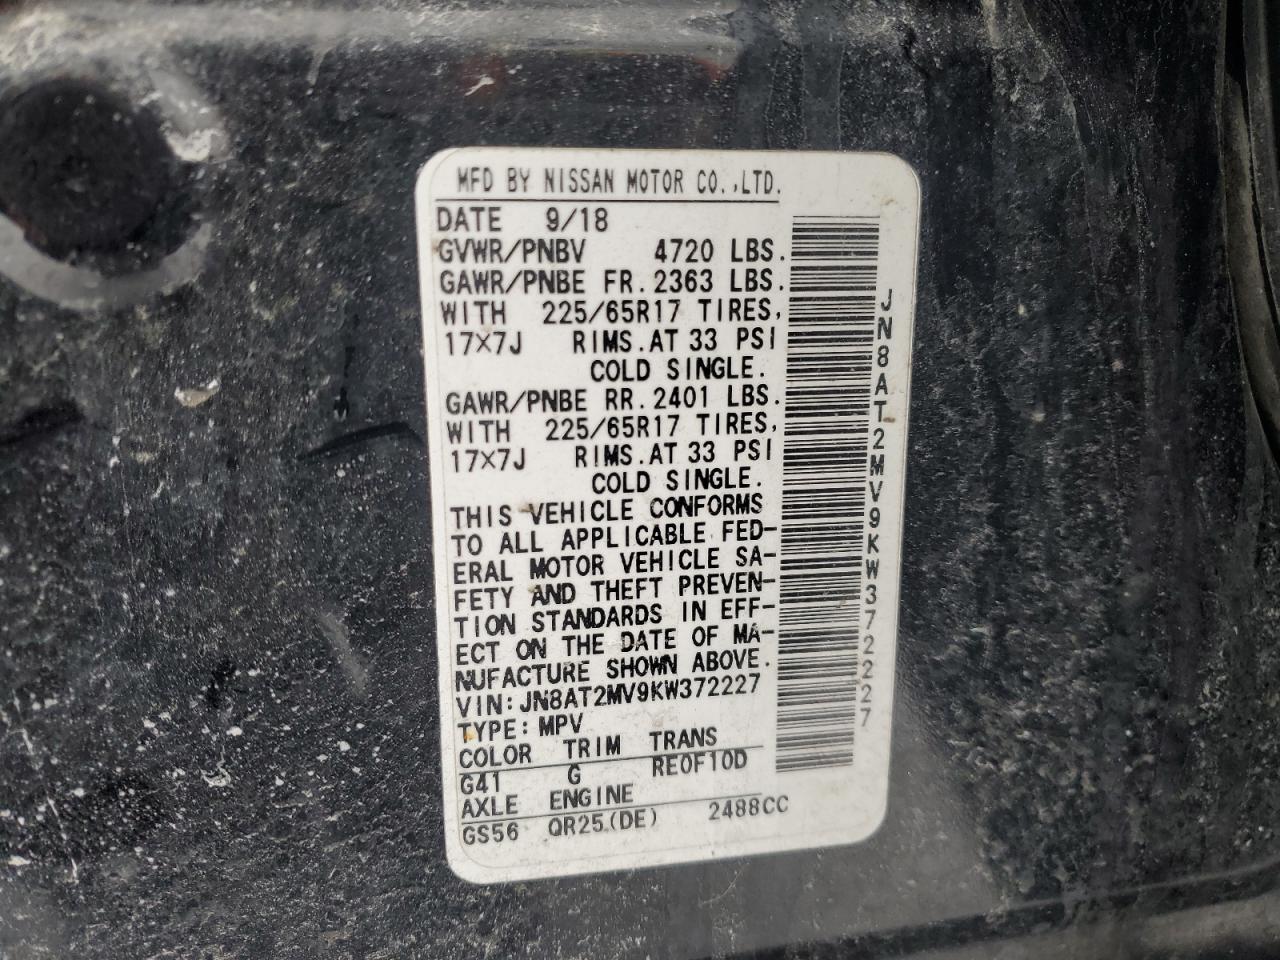 MFD BY NISSAN MOTOR CO.,LTD.
DATE 9/18
GVWR/PNBV 4720 LBS.
GAWR/PNBE FR. 2363 LBS.
WITH 225/65R17 TIRES,
17×7J RIMS. AT 33 PSI
COLD SINGLE.
GAWR/PNBE RR. 2401 LBS.
WITH 225/65R17 TIRES,
17×7J RIMS. AT 33 PSI
COLD SINGLE.
THIS VEHICLE CONFORMS
TO ALL APPLICABLE FED-
ERAL MOTOR VEHICLE SA-
FETY AND THEFT PREVEN-
TION STANDARDS IN EFF-
ECT ON THE DATE OF MA-
NUFACTURE SHOWN ABOVE.
VIN: JN8AT2MV9KW372227
TYPE: MPV
COLOR TRIM TRANS
G41 G RE0F10D
AXLE ENGINE
GS56 QR25.(DE) 2488CC
JN8AT2MV9KW372227